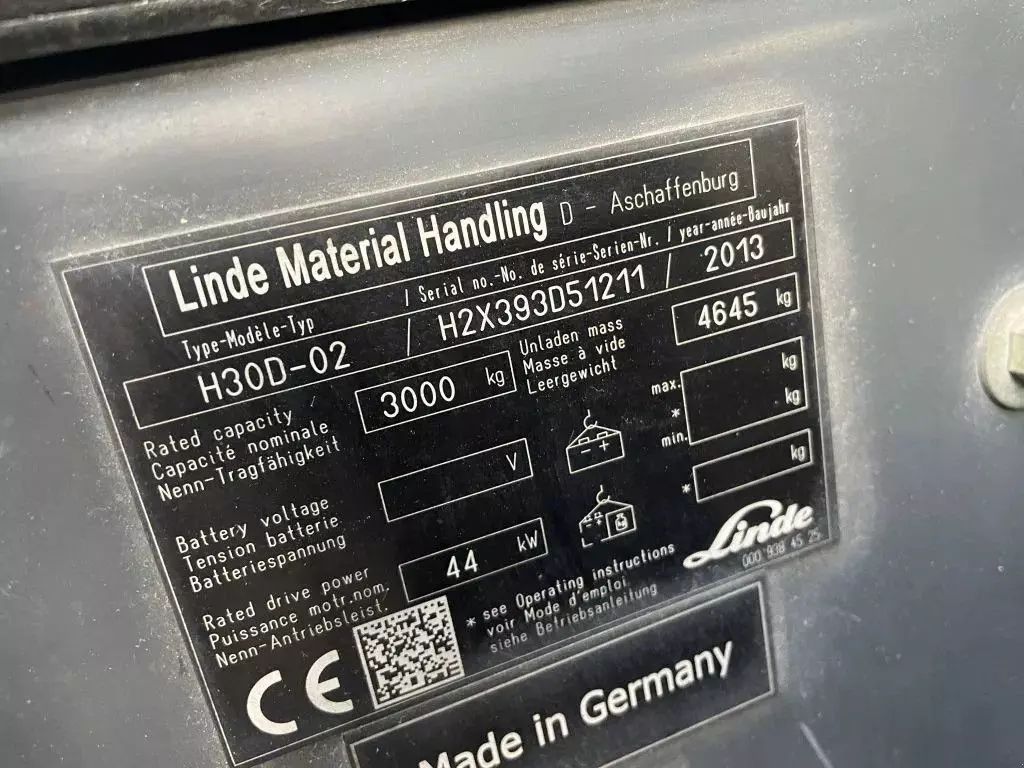 Linde Material Handling D - Aschaffenburg
Type-Modèle-Typ / Serial no.-No. de série-Serien-Nr. / year-année-Baujahr
H30D-02 / H2X393D51211 / 2013
Rated capacity
Capacité nominale
Nenn-Tragfähigkeit
3000 kg
Unladen mass
Masse à vide
Leergewicht
4645 kg
Battery voltage
Tension batterie
Batteriespannung
V
- +
max. kg
*
min. kg
Rated drive power
Puissance motr.nom.
Nenn-Antriebsleist.
44 kW
- +
kg
* kg
* see Operating instructions
voir Mode d'emploi
siehe Betriebsanleitung
Linde
000 938 45 25
CE
Made in Germany